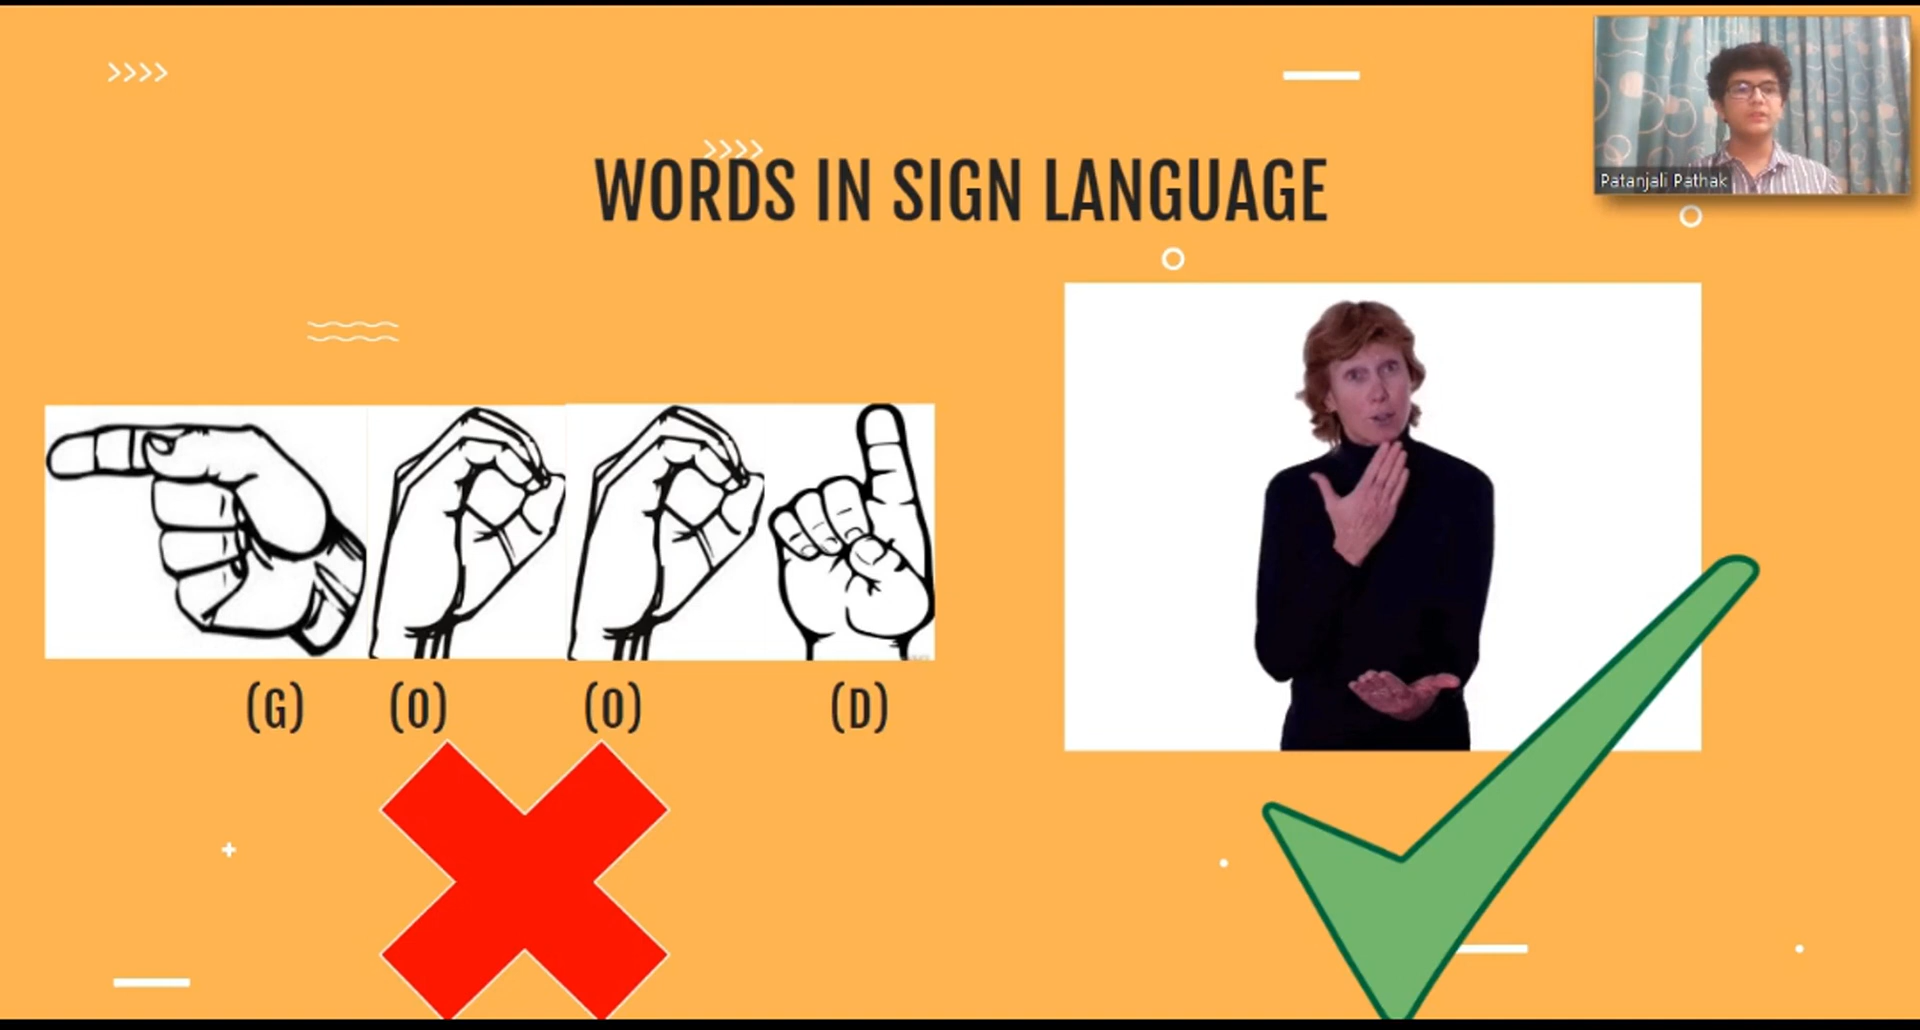 Patanjali Pathak
WORDS IN SIGN LANGUAGE
(G) (O) (O) (D)